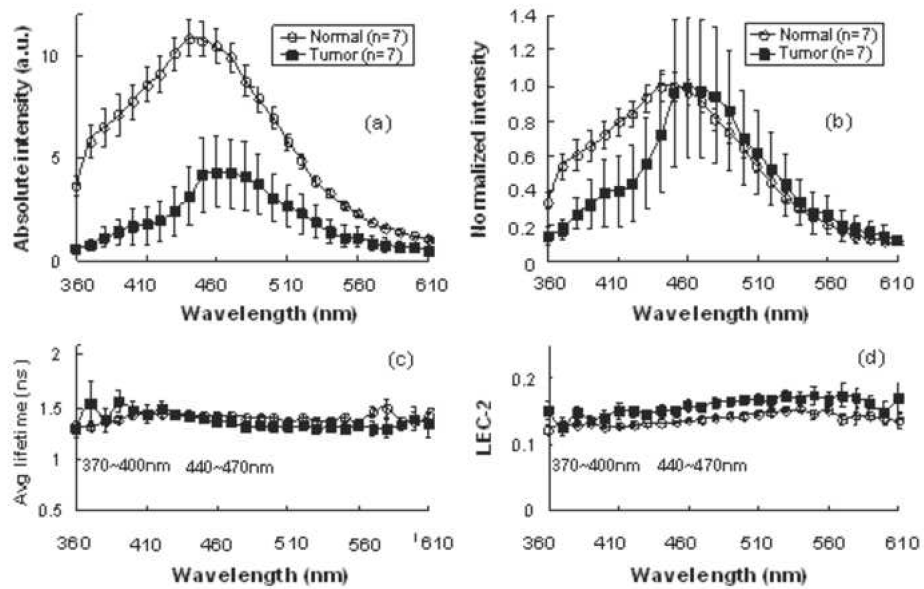 Normal (n=7)
Tumor (n=7)
(a)
Absolute intensity (a.u.)
10
5
0
360 410 460 510 560 610
Wavelength (nm)
Normal (n=7)
Tumor (n=7)
(b)
Normalized intensity
1.4
1.2
1.0
0.8
0.6
0.4
0.2
0
360 410 460 510 560 610
Wavelength (nm)
(c)
Avg lifetime (ns)
2
1.5
1
0.5
370~400nm 440~470nm
360 410 460 510 560 610
Wavelength (nm)
(d)
LEC-2
0.2
0.1
0
370~400nm 440~470nm
360 410 460 510 560 610
Wavelength (nm)